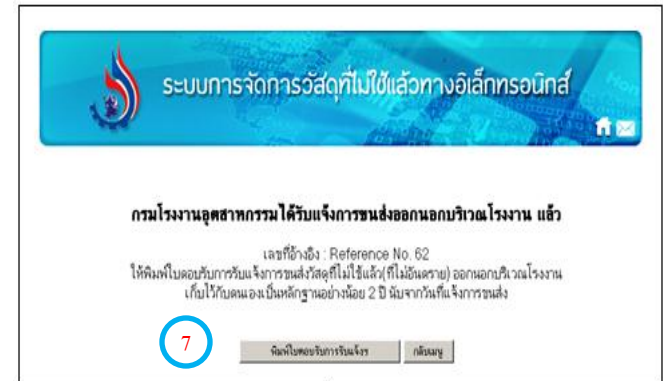 ระบบการจัดการวัสดุที่ไม่ใช้แล้วทางอิเล็กทรอนิกส์
กรมโรงงานอุตสาหกรรมได้รับแจ้งการขนส่งออกนอกบริเวณโรงงาน แล้ว
เลขที่อ้างอิง : Reference No. 62
ให้พิมพ์ใบตอบรับการรับแจ้งการขนส่งวัสดุที่ไม่ใช้แล้ว(ที่ไม่อันตราย) ออกนอกบริเวณโรงงาน
เก็บไว้กับตนเองเป็นหลักฐานอย่างน้อย 2 ปี นับจากวันที่แจ้งการขนส่ง
7
พิมพ์ใบตอบรับการรับแจ้งฯ กลับเมนู